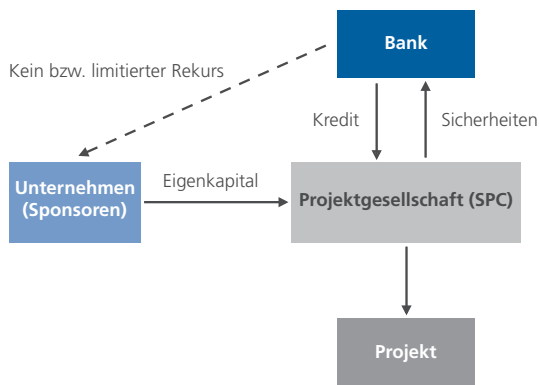 Bank
Kein bzw. limitierter Rekurs
Kredit
Sicherheiten
Unternehmen
(Sponsoren)
Eigenkapital
Projektgesellschaft (SPC)
Projekt